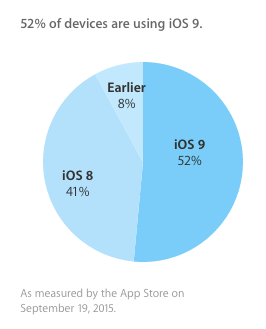 52% of devices are using iOS 9.
Earlier
8%
iOS 9
52%
iOS 8
41%
As measured by the App Store on
September 19, 2015.